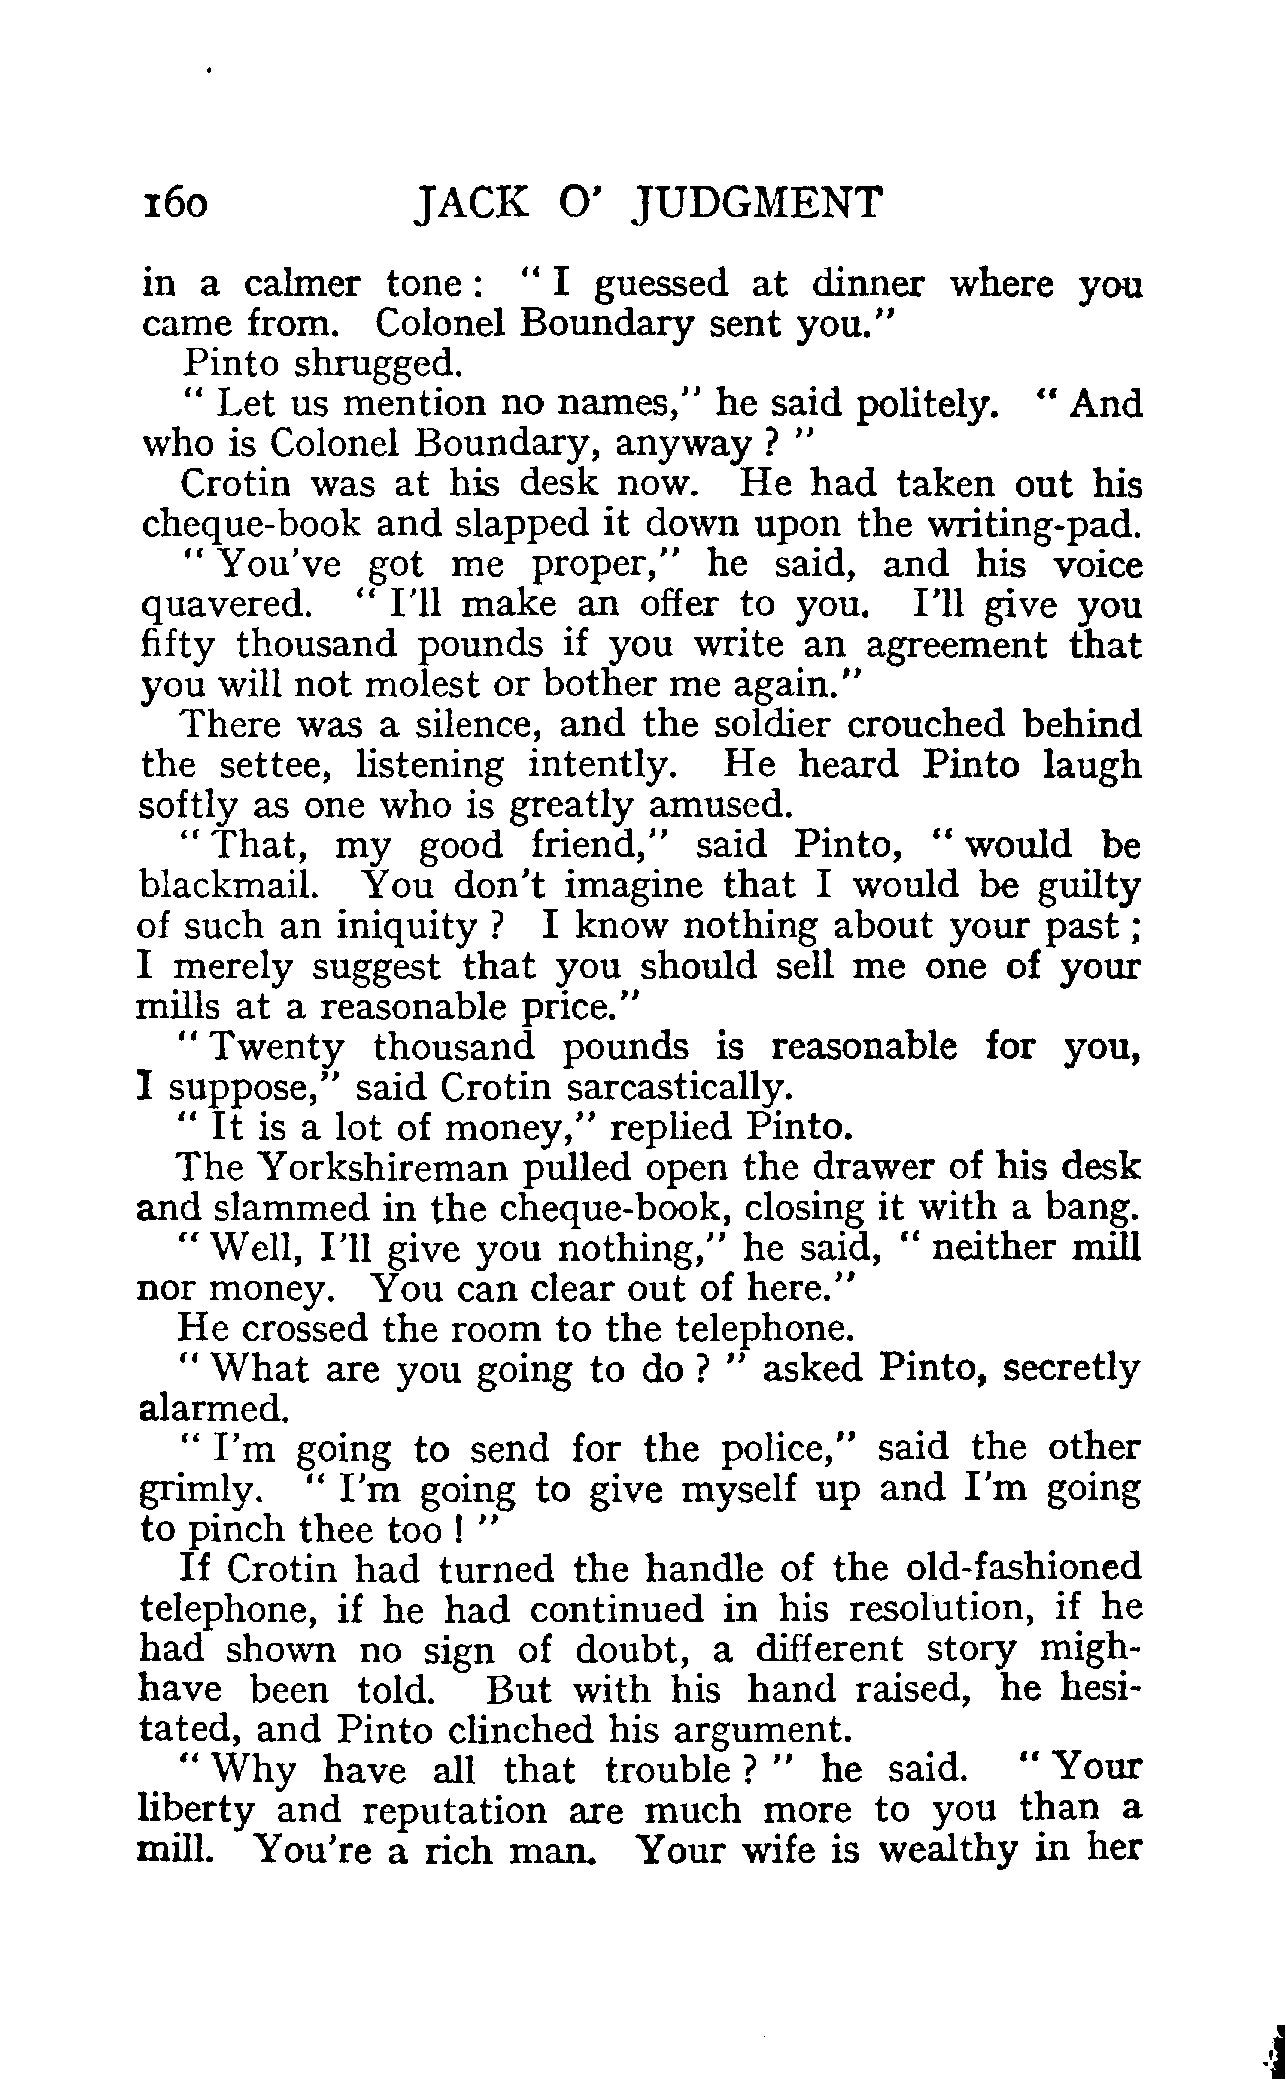 160 JACK O' JUDGMENT
in a calmer tone : " I guessed at dinner where you
came from. Colonel Boundary sent you."
Pinto shrugged.
" Let us mention no names," he said politely. " And
who is Colonel Boundary, anyway ? "
Crotin was at his desk now. He had taken out his
cheque-book and slapped it down upon the writing-pad.
" You've got me proper," he said, and his voice
quavered. " I'll make an offer to you. I'll give you
fifty thousand pounds if you write an agreement that
you will not molest or bother me again."
There was a silence, and the soldier crouched behind
the settee, listening intently. He heard Pinto laugh
softly as one who is greatly amused.
" That, my good friend," said Pinto, " would be
blackmail. You don't imagine that I would be guilty
of such an iniquity ? I know nothing about your past ;
I merely suggest that you should sell me one of your
mills at a reasonable price."
" Twenty thousand pounds is reasonable for you,
I suppose," said Crotin sarcastically.
" It is a lot of money," replied Pinto.
The Yorkshireman pulled open the drawer of his desk
and slammed in the cheque-book, closing it with a bang.
" Well, I'll give you nothing," he said, " neither mill
nor money. You can clear out of here."
He crossed the room to the telephone.
" What are you going to do ? " asked Pinto, secretly
alarmed.
" I'm going to send for the police," said the other
grimly. " I'm going to give myself up and I'm going
to pinch thee too ! "
If Crotin had turned the handle of the old-fashioned
telephone, if he had continued in his resolution, if he
had shown no sign of doubt, a different story migh-
have been told. But with his hand raised, he hesi-
tated, and Pinto clinched his argument.
" Why have all that trouble ? " he said. " Your
liberty and reputation are much more to you than a
mill. You're a rich man. Your wife is wealthy in her